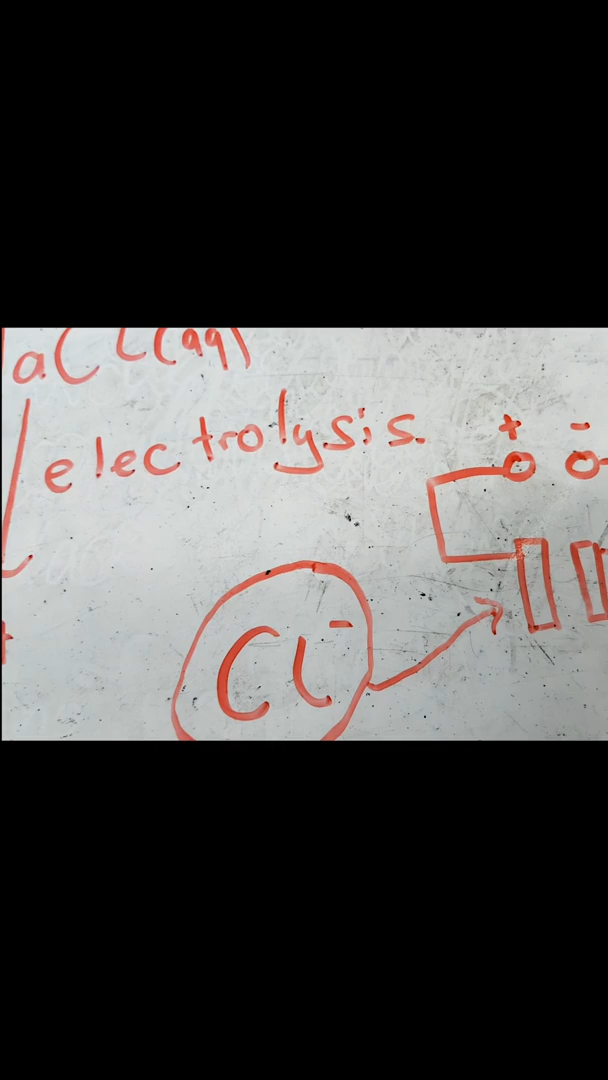 aCl(aq)
electrolysis.
+ -
Cl⁻
+